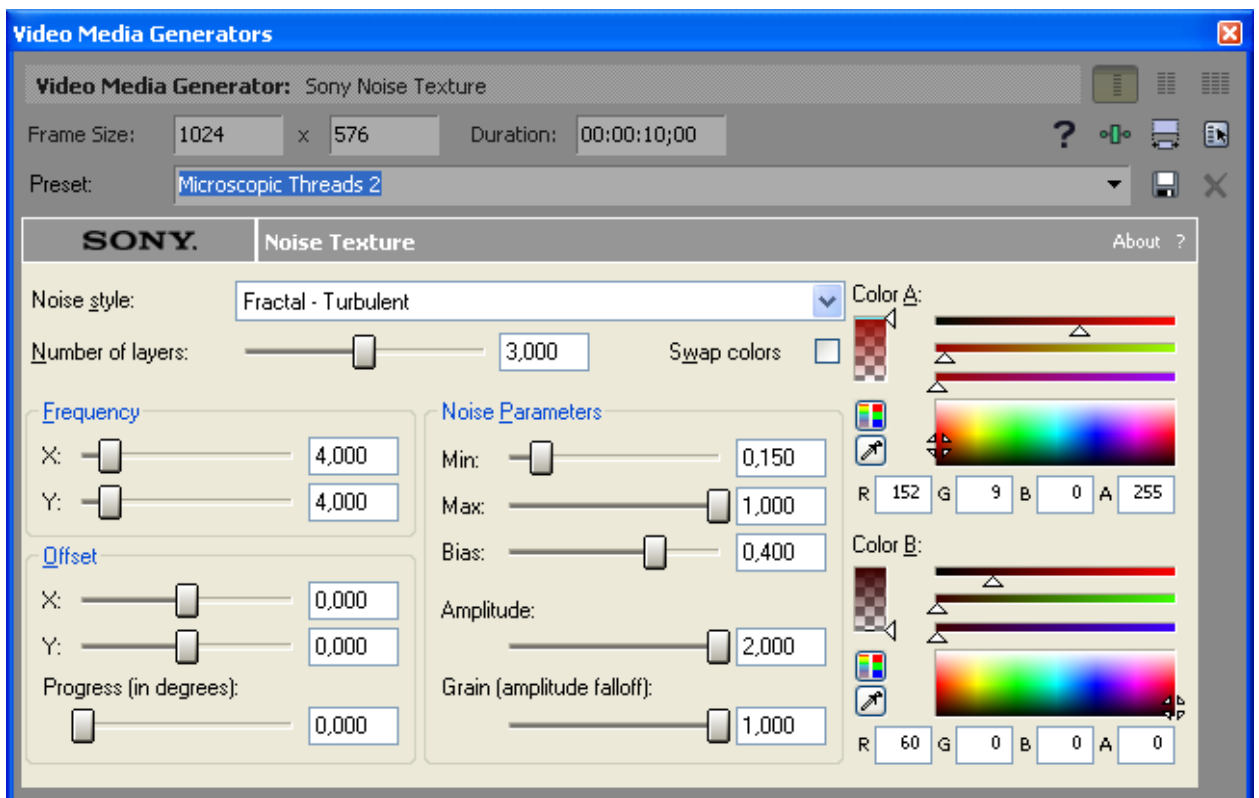 Video Media Generators
Video Media Generator: Sony Noise Texture
Frame Size: 1024 x 576 Duration: 00:00:10;00 ?
Preset: Microscopic Threads 2
SONY. Noise Texture About ?
Noise style: Fractal - Turbulent
Number of layers: 3,000 Swap colors
Frequency
X: 4,000
Y: 4,000
Offset
X: 0,000
Y: 0,000
Progress (in degrees):
0,000
Noise Parameters
Min: 0,150
Max: 1,000
Bias: 0,400
Amplitude:
2,000
Grain (amplitude falloff):
1,000
Color A:
R 152 G 9 B 0 A 255
Color B:
R 60 G 0 B 0 A 0